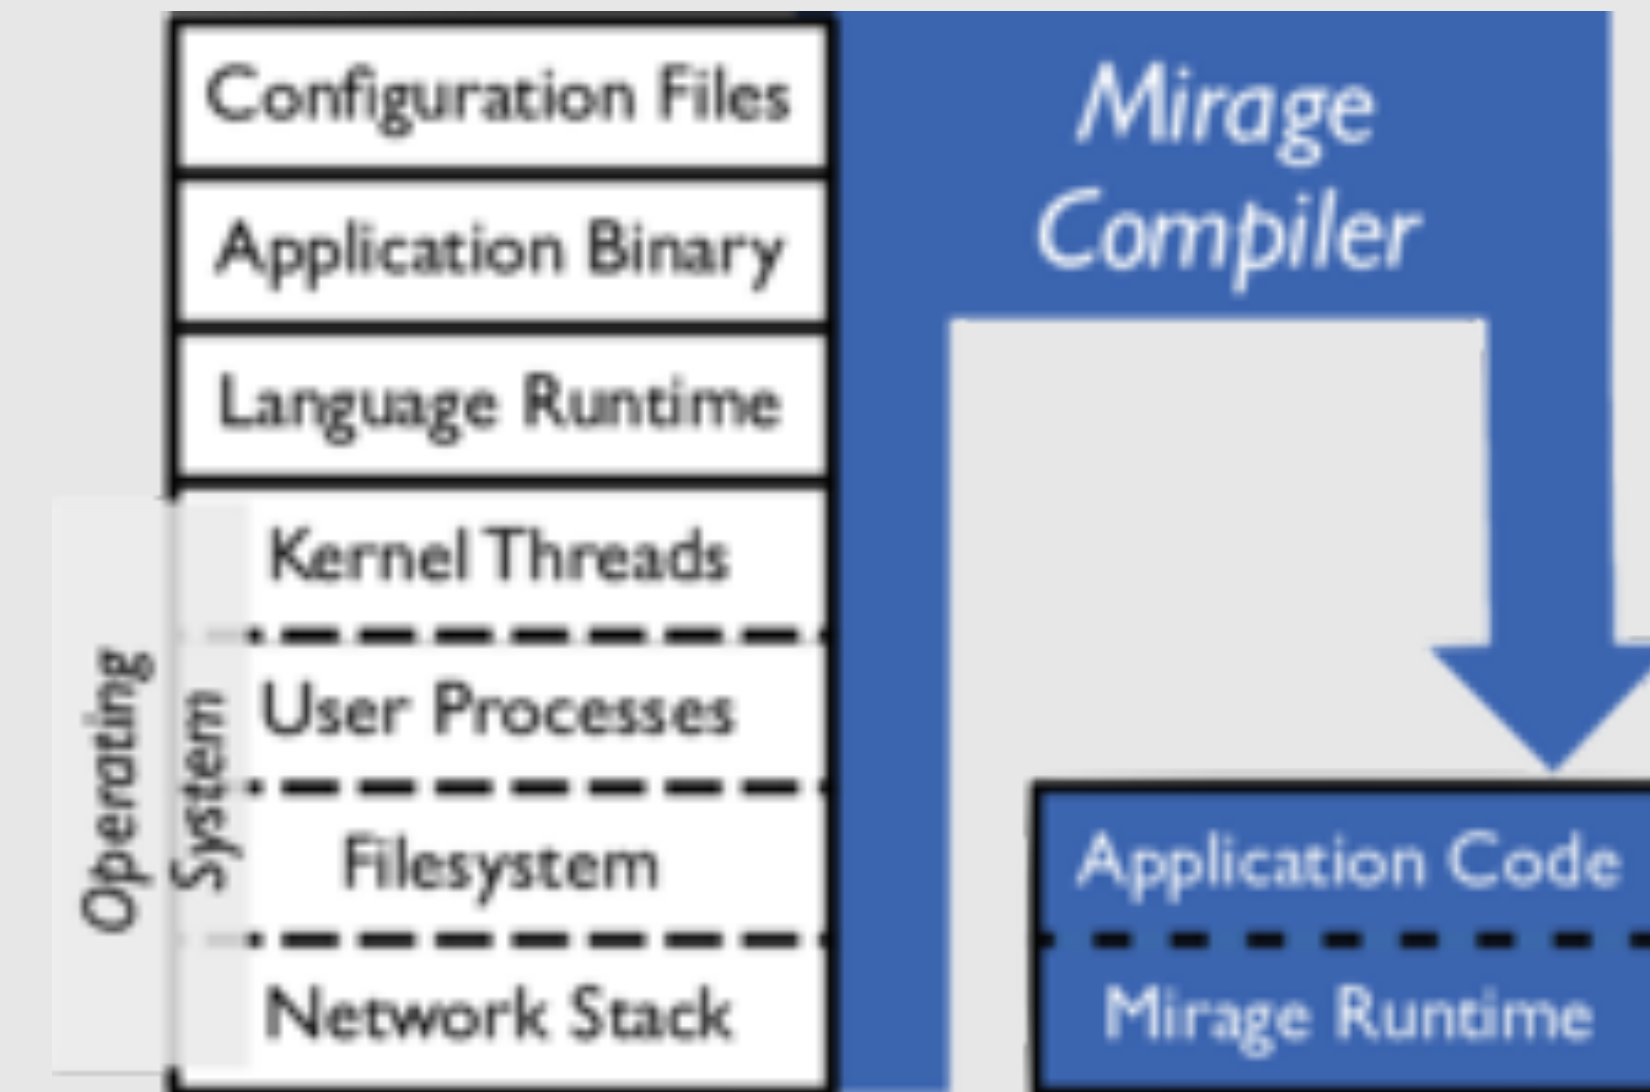 Configuration Files
Application Binary
Language Runtime
Kernel Threads
User Processes
Filesystem
Network Stack
Operating
System
Mirage
Compiler
Application Code
Mirage Runtime